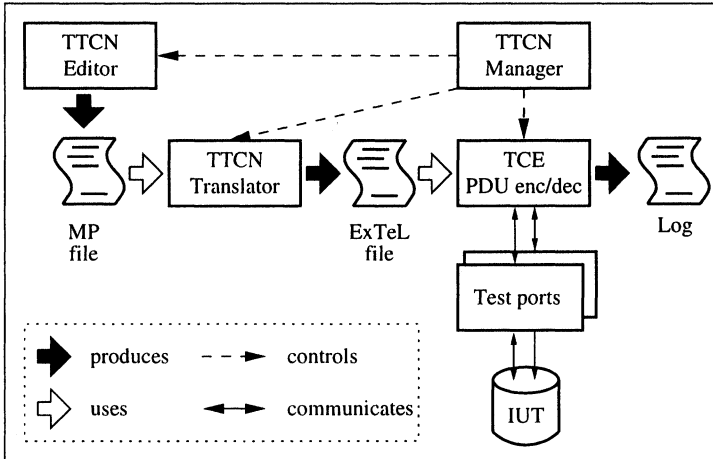 TTCN
Editor
TTCN
Manager
TTCN
Translator
TCE
PDU enc/dec
MP
file
ExTeL
file
Log
Test ports
produces
controls
uses
communicates
IUT